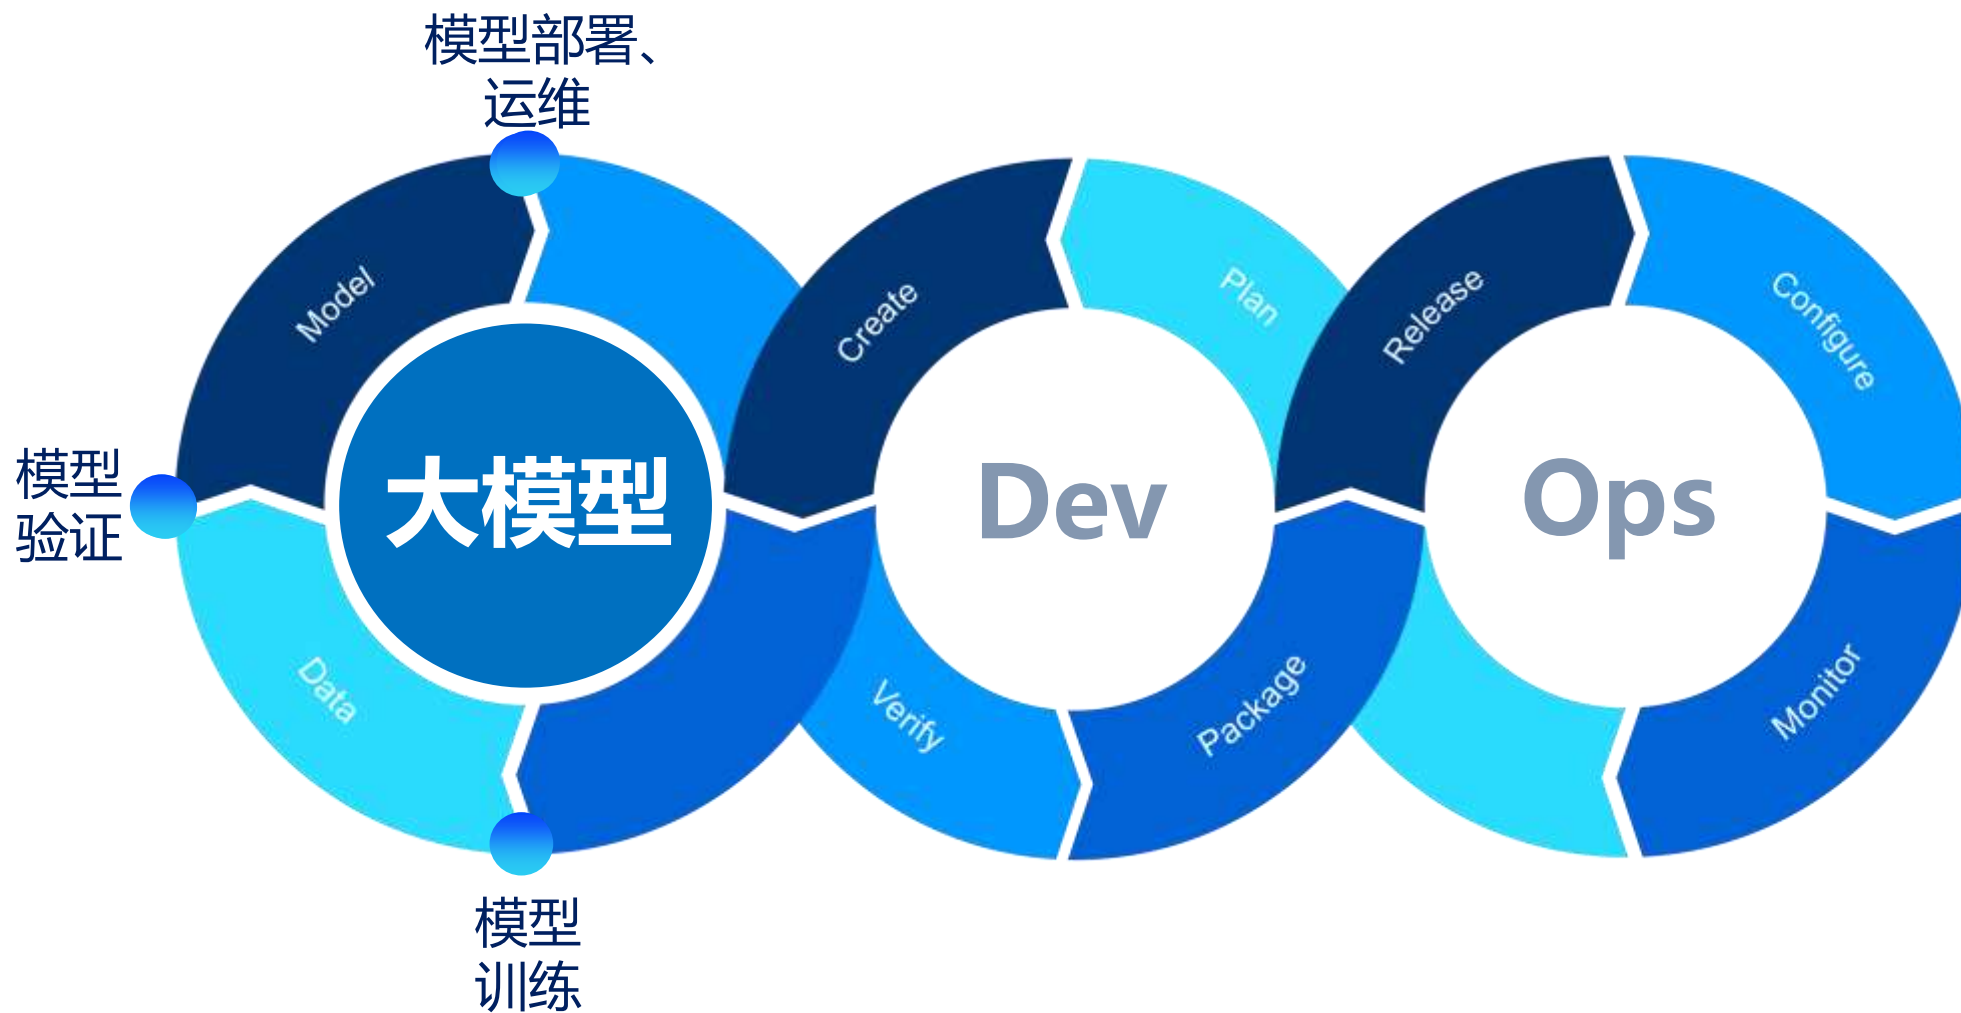 模型部署、
运维
Model
Create
Plan
Release
Configure
模型
验证
大模型
Dev
Ops
Data
Verify
Package
Monitor
模型
训练